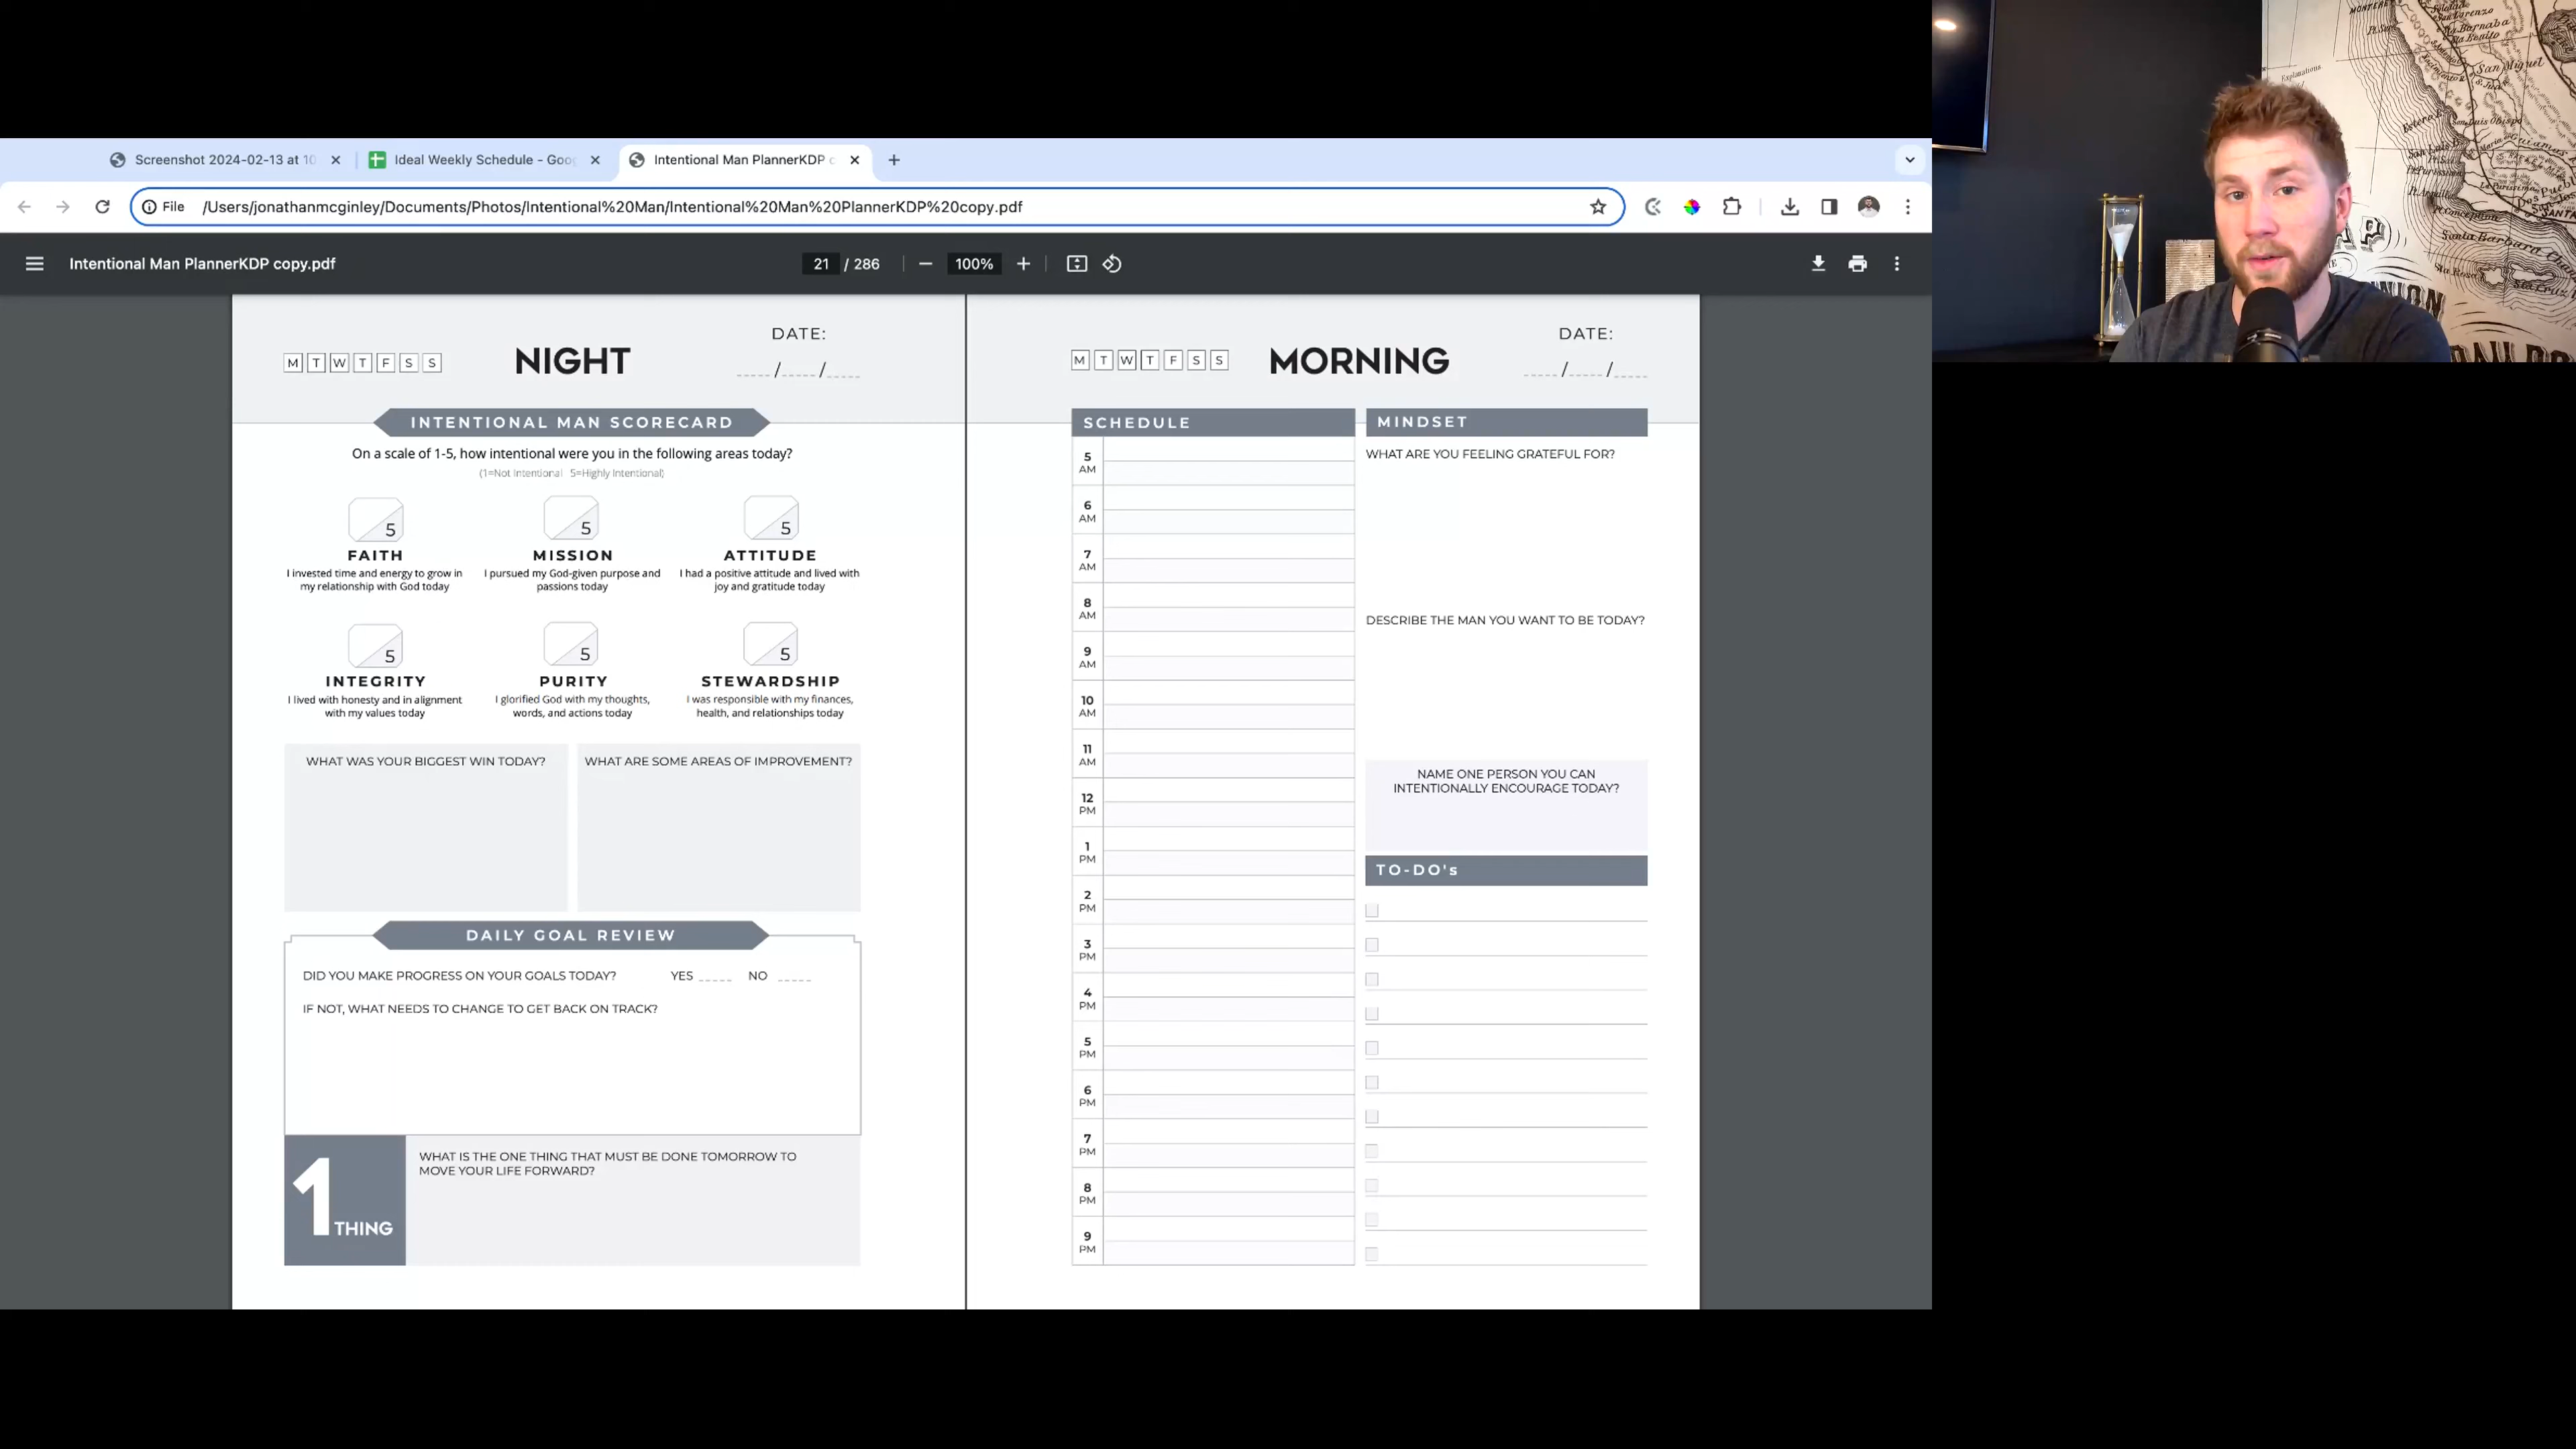 Screenshot 2024-02-13 at 10
Ideal Weekly Schedule - Goo
Intentional Man PlannerKDP c
File /Users/jonathanmcginley/Documents/Photos/Intentional%20Man/Intentional%20Man%20PlannerKDP%20copy.pdf
Intentional Man PlannerKDP copy.pdf
21 / 286
100%
M T W T F S S
NIGHT
DATE:
/ /
INTENTIONAL MAN SCORECARD
On a scale of 1-5, how intentional were you in the following areas today?
(1=Not Intentional 5=Highly Intentional)
5 5 5
FAITH MISSION ATTITUDE
I invested time and energy to grow in
my relationship with God today
I pursued my God-given purpose and
passions today
I had a positive attitude and lived with
joy and gratitude today
5 5 5
INTEGRITY PURITY STEWARDSHIP
I lived with honesty and in alignment
with my values today
I glorified God with my thoughts,
words, and actions today
I was responsible with my finances,
health, and relationships today
WHAT WAS YOUR BIGGEST WIN TODAY?
WHAT ARE SOME AREAS OF IMPROVEMENT?
DAILY GOAL REVIEW
DID YOU MAKE PROGRESS ON YOUR GOALS TODAY? YES NO
IF NOT, WHAT NEEDS TO CHANGE TO GET BACK ON TRACK?
1 THING
WHAT IS THE ONE THING THAT MUST BE DONE TOMORROW TO
MOVE YOUR LIFE FORWARD?
M T W T F S S
MORNING
DATE:
/ /
SCHEDULE
5
AM
6
AM
7
AM
8
AM
9
AM
10
AM
11
AM
12
PM
1
PM
2
PM
3
PM
4
PM
5
PM
6
PM
7
PM
8
PM
9
PM
MINDSET
WHAT ARE YOU FEELING GRATEFUL FOR?
DESCRIBE THE MAN YOU WANT TO BE TODAY?
NAME ONE PERSON YOU CAN
INTENTIONALLY ENCOURAGE TODAY?
TO-DO's
San Miguel
Santa Barbara